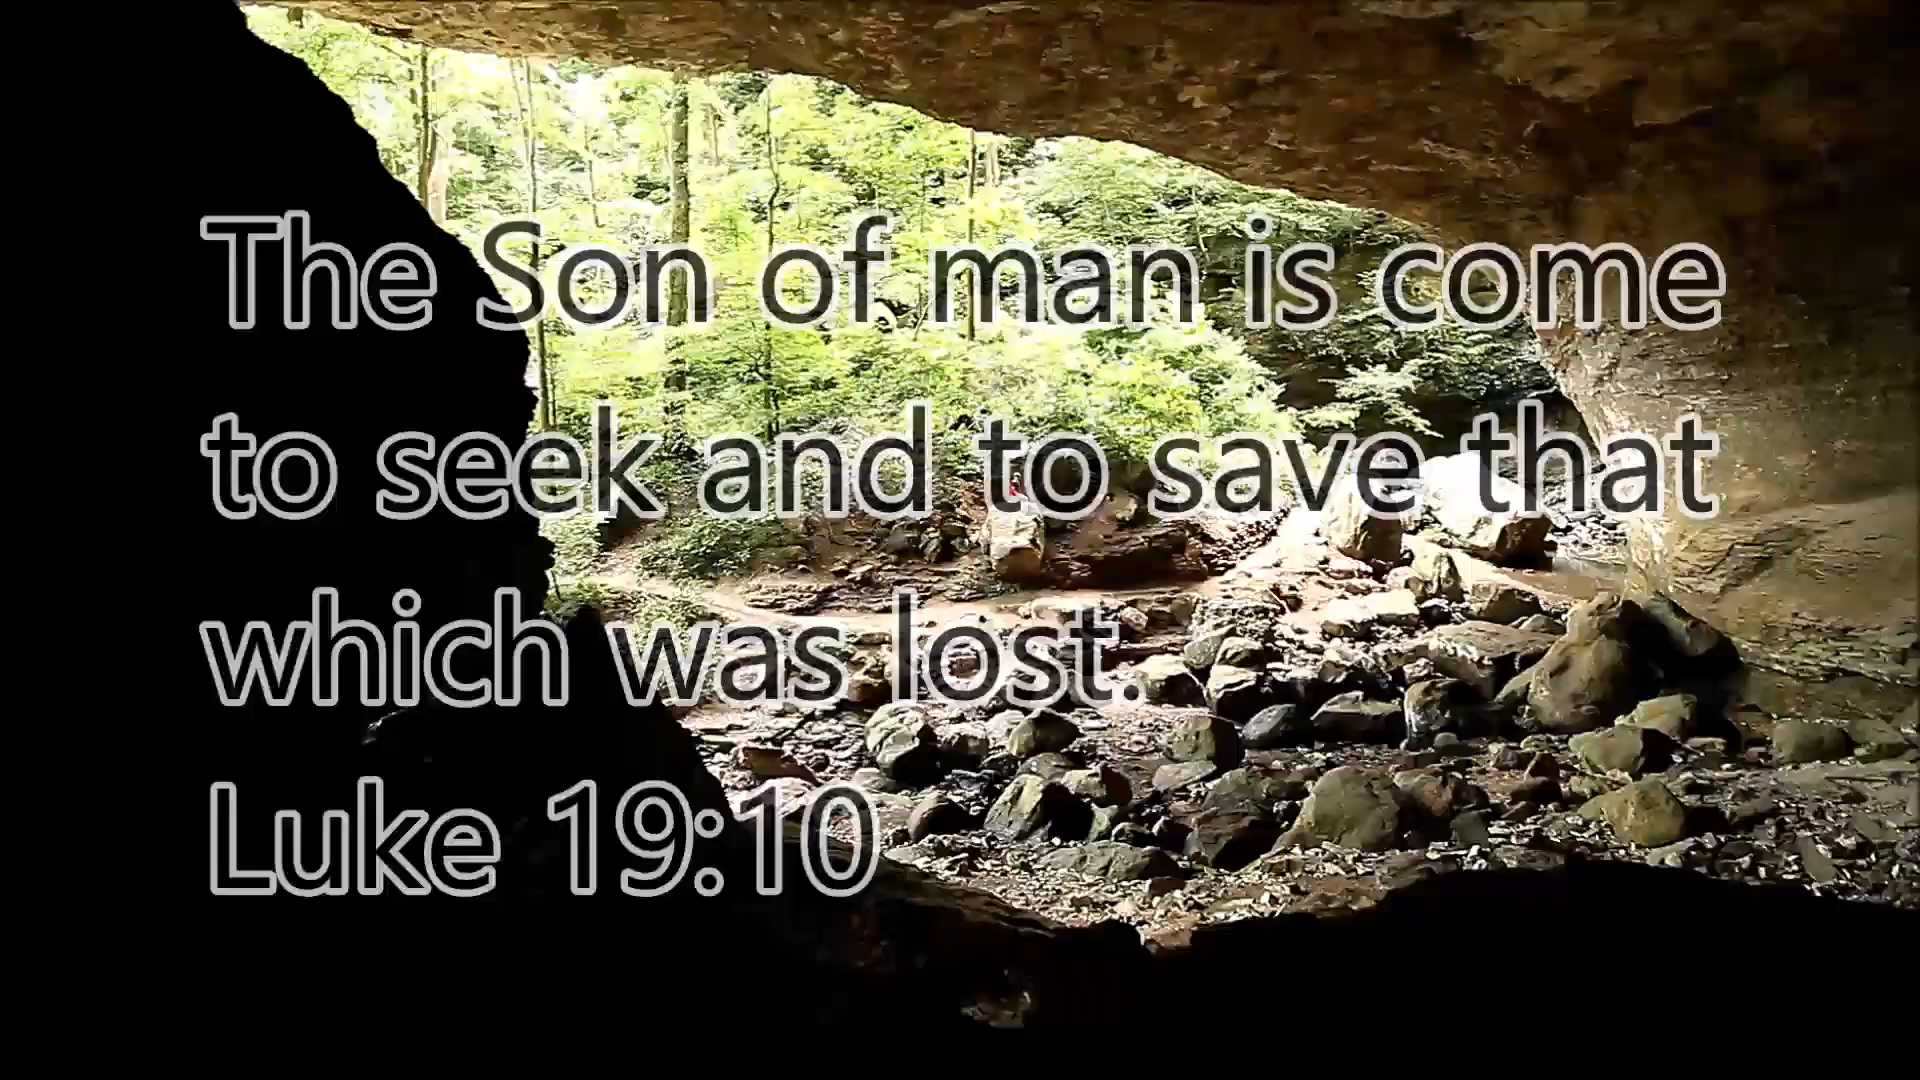 The Son of man is come
to seek and to save that
which was lost.
Luke 19:10